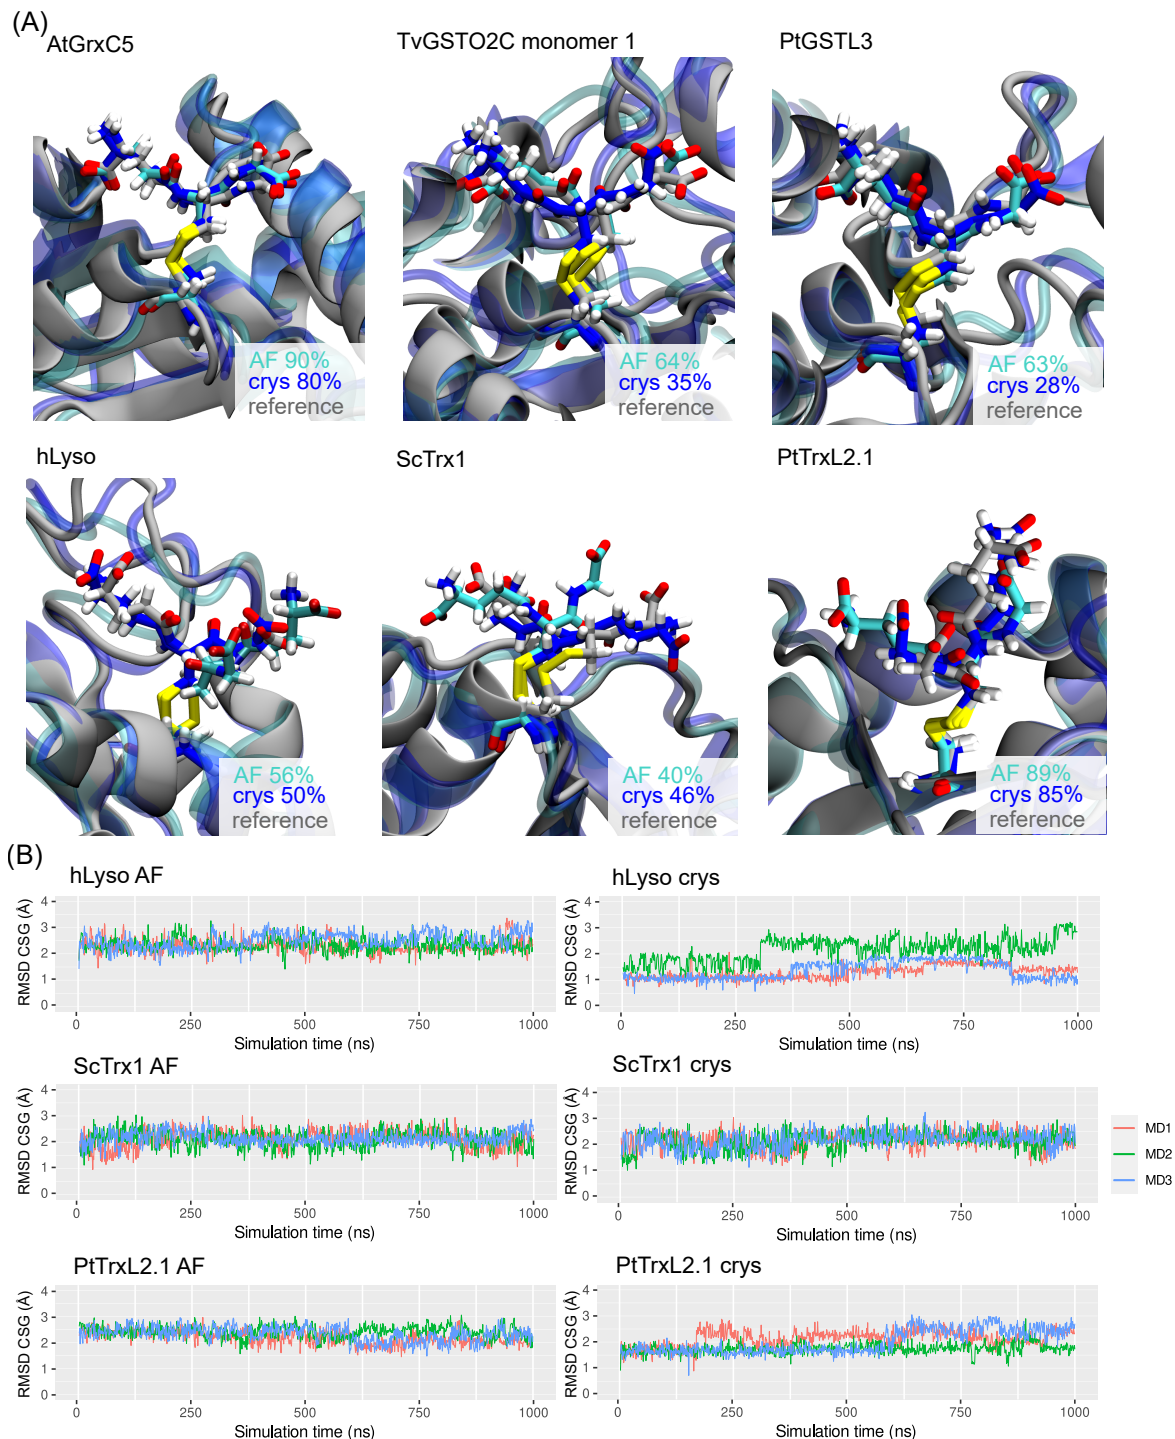 (A)
AtGrxC5
TvGSTO2C monomer 1
PtGSTL3
AF 90%
crys 80%
reference
AF 64%
crys 35%
reference
AF 63%
crys 28%
reference
hLyso
ScTrx1
PtTrxL2.1
AF 56%
crys 50%
reference
AF 40%
crys 46%
reference
AF 89%
crys 85%
reference
(B)
hLyso AF
RMSD CSG (Å)
4
3
2
1
0
0 250 500 750 1000
Simulation time (ns)
hLyso crys
RMSD CSG (Å)
4
3
2
1
0
0 250 500 750 1000
Simulation time (ns)
ScTrx1 AF
RMSD CSG (Å)
4
3
2
1
0
0 250 500 750 1000
Simulation time (ns)
ScTrx1 crys
RMSD CSG (Å)
4
3
2
1
0
0 250 500 750 1000
Simulation time (ns)
MD1
MD2
MD3
PtTrxL2.1 AF
RMSD CSG (Å)
4
3
2
1
0
0 250 500 750 1000
Simulation time (ns)
PtTrxL2.1 crys
RMSD CSG (Å)
4
3
2
1
0
0 250 500 750 1000
Simulation time (ns)